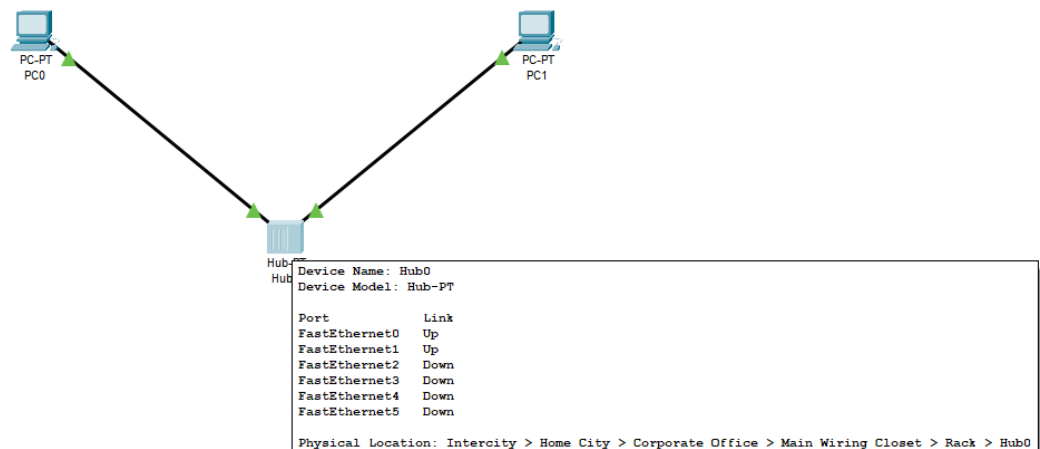 PC-PT
PC0
PC-PT
PC1
Hub-PT
Hub
Device Name: Hub0
Device Model: Hub-PT
Port Link
FastEthernet0 Up
FastEthernet1 Up
FastEthernet2 Down
FastEthernet3 Down
FastEthernet4 Down
FastEthernet5 Down
Physical Location: Intercity > Home City > Corporate Office > Main Wiring Closet > Rack > Hub0